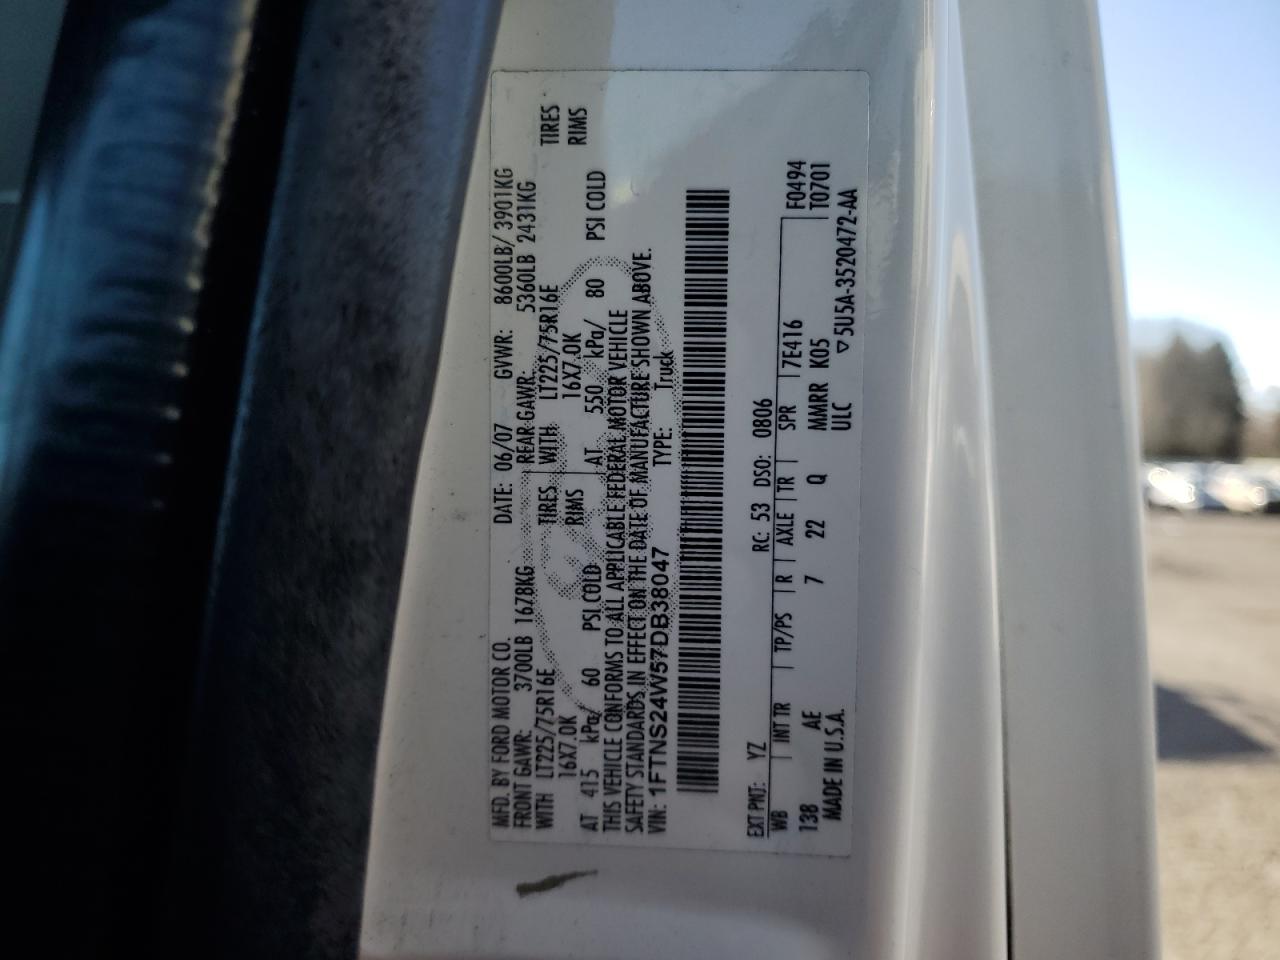 MFD. BY FORD MOTOR CO. DATE: 06/07 GVWR: 8600LB/ 3901KG
FRONT GAWR: 3700LB 1678KG REAR GAWR: 5360LB 2431KG
WITH LT225/75R16E TIRES WITH LT225/75R16E TIRES
16X7.0K RIMS 16X7.0K RIMS
AT 415 kPa/ 60 PSI COLD AT 550 kPa/ 80 PSI COLD
THIS VEHICLE CONFORMS TO ALL APPLICABLE FEDERAL MOTOR VEHICLE
SAFETY STANDARDS IN EFFECT ON THE DATE OF MANUFACTURE SHOWN ABOVE.
VIN: 1FTNS24W57DB38047 TYPE: Truck
EXT PNT: YZ RC: 53 DSO: 0806
WB INT TR TP/PS R AXLE TR SPR 7E416 F0494
138 AE 7 22 Q MMRR K05 T0701
MADE IN U.S.A. ULC ▽5U5A-3520472-AA